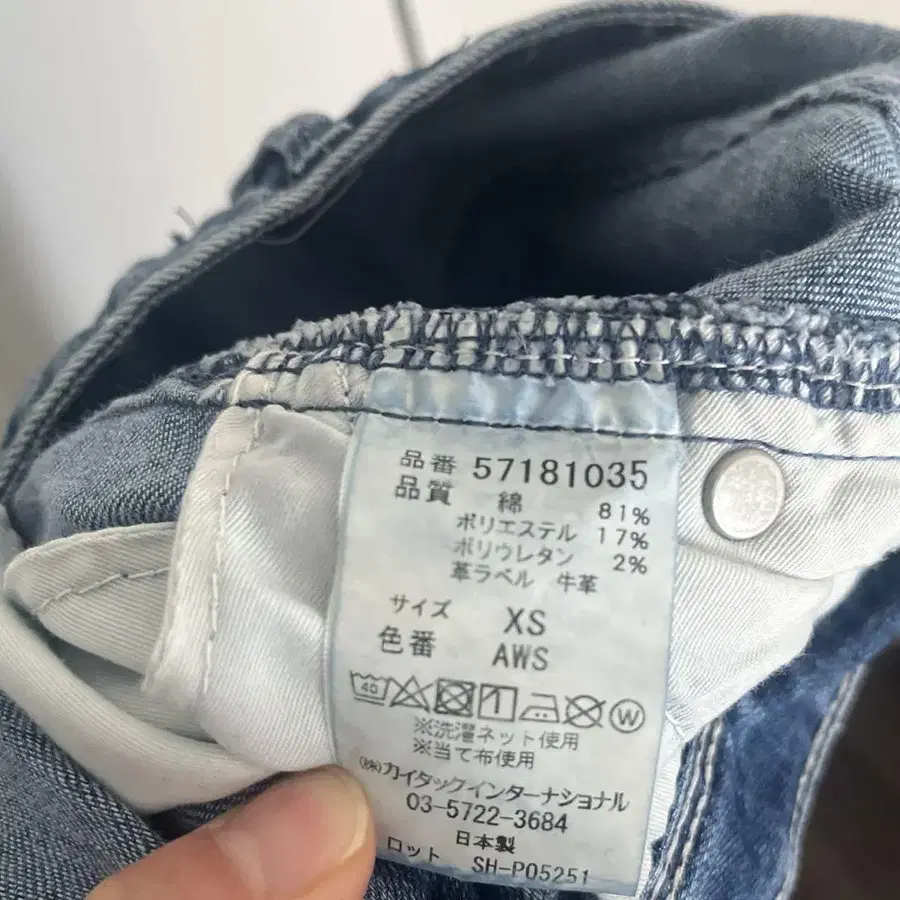 品番 57181035
品質 綿 81%
ポリエステル 17%
ポリウレタン 2%
革ラベル 牛革
サイズ XS
色番 AWS
40 W
※洗濯ネット使用
※当て布使用
(株)カイタックインターナショナル
03-5722-3684
日本製
ロット SH-P05251